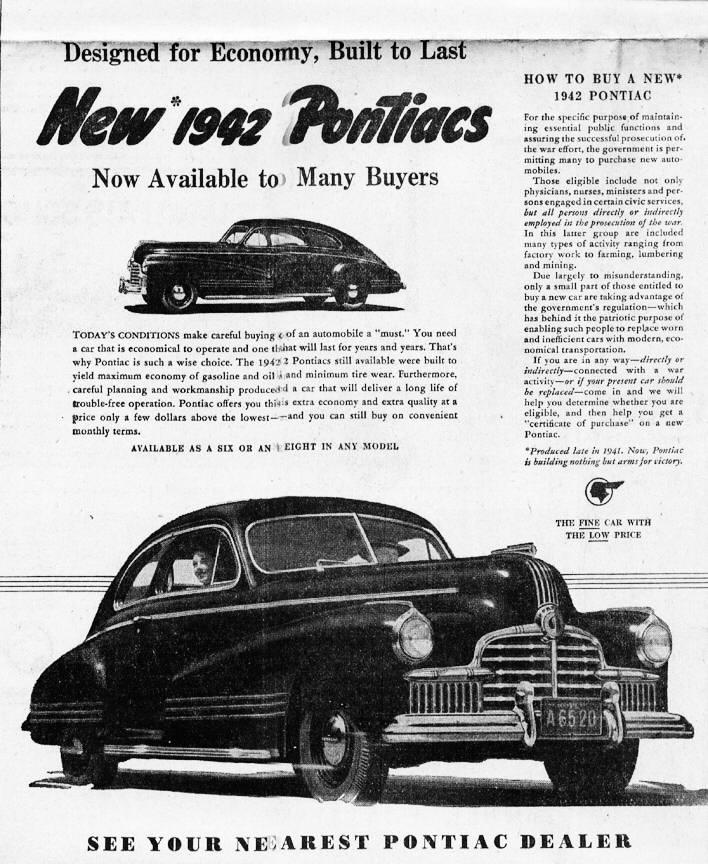 Designed for Economy, Built to Last
New* 1942 Pontiacs
Now Available to Many Buyers
TODAY'S CONDITIONS make careful buying of an automobile a "must." You need
a car that is economical to operate and one that will last for years and years. That's
why Pontiac is such a wise choice. The 1942 Pontiacs still available were built to
yield maximum economy of gasoline and oil and minimum tire wear. Furthermore,
careful planning and workmanship produced a car that will deliver a long life of
trouble-free operation. Pontiac offers you this extra economy and extra quality at a
price only a few dollars above the lowest—and you can still buy on convenient
monthly terms.
AVAILABLE AS A SIX OR AN EIGHT IN ANY MODEL
HOW TO BUY A NEW*
1942 PONTIAC
For the specific purpose of maintain-
ing essential public functions and
assuring the successful prosecution of
the war effort, the government is per-
mitting many to purchase new auto-
mobiles.
Those eligible include not only
physicians, nurses, ministers and per-
sons engaged in certain civic services,
but all persons directly or indirectly
employed in the prosecution of the war.
In this latter group are included
many types of activity ranging from
factory work to farming, lumbering
and mining.
Due largely to misunderstanding,
only a small part of those entitled to
buy a new car are taking advantage of
the government's regulation—which
has behind it the patriotic purpose of
enabling such people to replace worn
and inefficient cars with modern, eco-
nomical transportation.
If you are in any way—directly or
indirectly—connected with a war
activity—or if your present car should
be replaced—come in and we will
help you determine whether you are
eligible, and then help you get a
"certificate of purchase" on a new
Pontiac.
*Produced late in 1941. Now, Pontiac
is building nothing but arms for victory.
THE FINE CAR WITH
THE LOW PRICE
A 65 20
SEE YOUR NEAREST PONTIAC DEALER